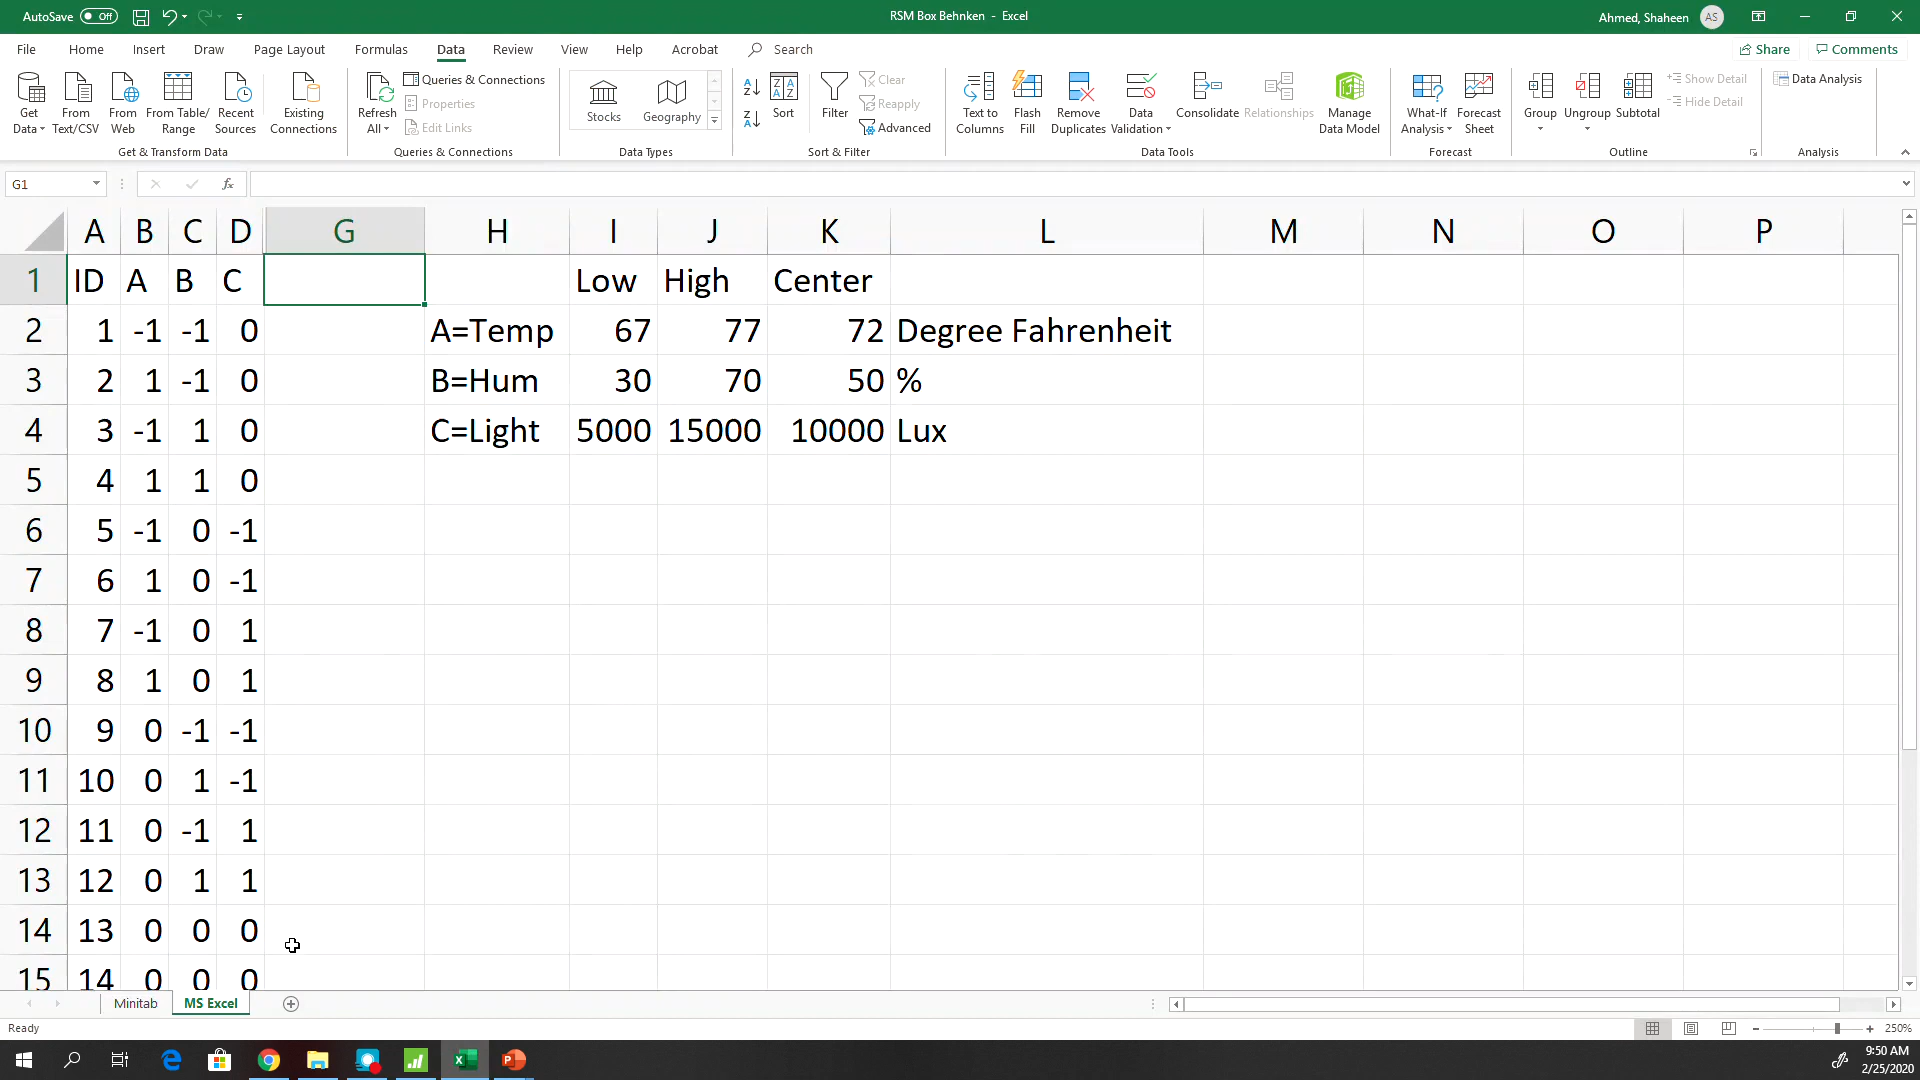 AutoSave Off
RSM Box Behnken - Excel
Ahmed, Shaheen AS
File Home Insert Draw Page Layout Formulas Data Review View Help Acrobat Search
Share Comments
Get Data
From Text/CSV
From Web
From Table/ Range
Recent Sources
Existing Connections
Get & Transform Data
Refresh All
Queries & Connections
Properties
Edit Links
Queries & Connections
Stocks Geography
Data Types
Sort
Filter
Clear
Reapply
Advanced
Sort & Filter
Text to Columns
Flash Fill
Remove Duplicates
Data Validation
Consolidate
Relationships
Manage Data Model
Data Tools
What-If Analysis
Forecast Sheet
Forecast
Group
Ungroup
Subtotal
Show Detail
Hide Detail
Outline
Data Analysis
Analysis
G1 fx
A B C D G H I J K L M N O P
1 ID A B C Low High Center
2 1 -1 -1 0 A=Temp 67 77 72 Degree Fahrenheit
3 2 1 -1 0 B=Hum 30 70 50 %
4 3 -1 1 0 C=Light 5000 15000 10000 Lux
5 4 1 1 0
6 5 -1 0 -1
7 6 1 0 -1
8 7 -1 0 1
9 8 1 0 1
10 9 0 -1 -1
11 10 0 1 -1
12 11 0 -1 1
13 12 0 1 1
14 13 0 0 0
15 14 0 0 0
Minitab MS Excel
Ready
250%
9:50 AM
2/25/2020